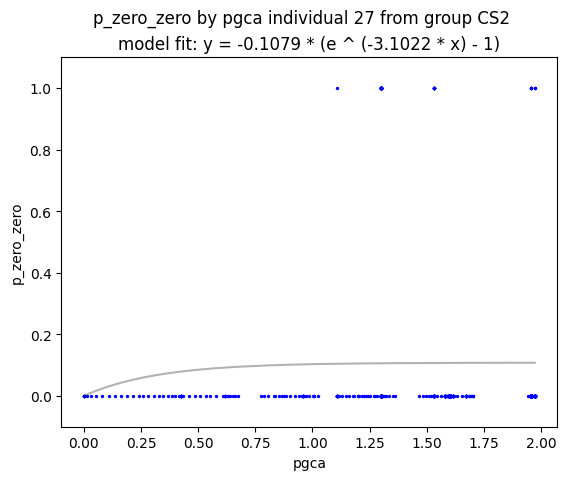 p_zero_zero by pgca individual 27 from group CS2
model fit: y = -0.1079 * (e ^ (-3.1022 * x) - 1)
1.0
0.8
0.6
0.4
0.2
0.0
p_zero_zero
0.00 0.25 0.50 0.75 1.00 1.25 1.50 1.75 2.00
pgca